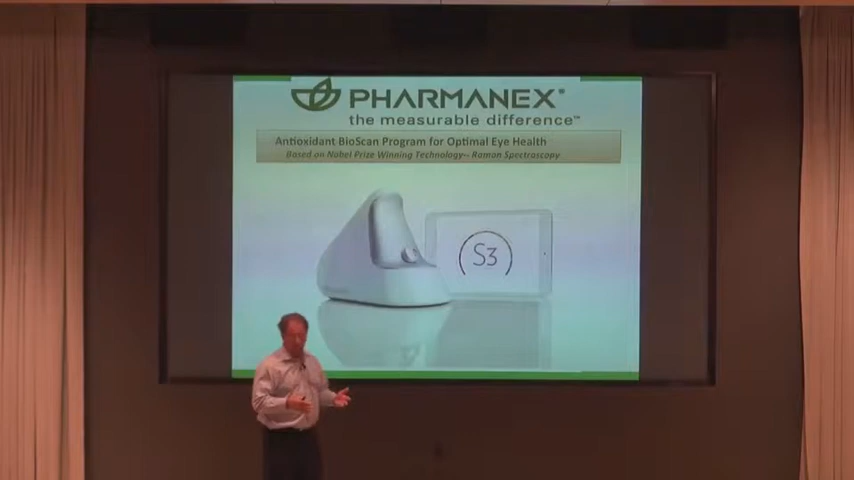 PHARMANEX®
the measurable difference™
Antioxidant BioScan Program for Optimal Eye Health
Based on Nobel Prize Winning Technology– Raman Spectroscopy
S3